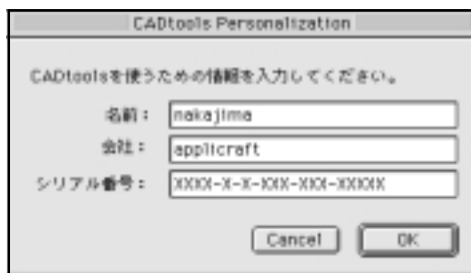 CADtools Personalization
CADtoolsを使うための情報を入力してください。
名前： nakajima
会社： applicraft
シリアル番号： XXXX-X-X-XXX-XXX-XXXXX
Cancel OK